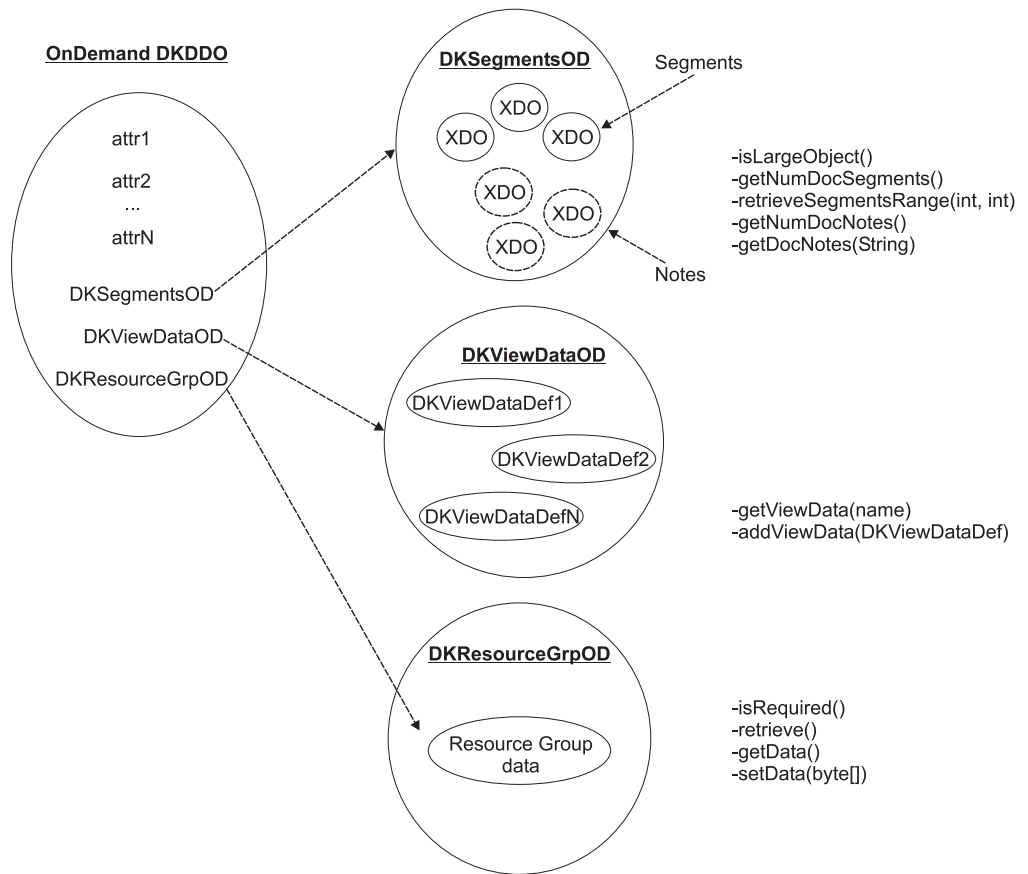 OnDemand DKDDO
attr1
attr2
...
attrN
DKSegmentsOD
DKViewDataOD
DKResourceGrpOD
DKSegmentsOD
XDO
XDO
XDO
XDO
XDO
XDO
Segments
Notes
-isLargeObject()
-getNumDocSegments()
-retrieveSegmentsRange(int, int)
-getNumDocNotes()
-getDocNotes(String)
DKViewDataOD
DKViewDataDef1
DKViewDataDef2
DKViewDataDefN
-getViewData(name)
-addViewData(DKViewDataDef)
DKResourceGrpOD
Resource Group
data
-isRequired()
-retrieve()
-getData()
-setData(byte[])